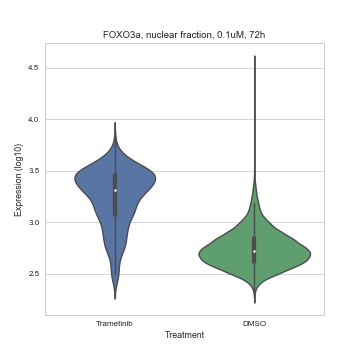 FOXO3a, nuclear fraction, 0.1uM, 72h
4.5
4.0
3.5
3.0
2.5
Expression (log10)
Trametinib
DMSO
Treatment